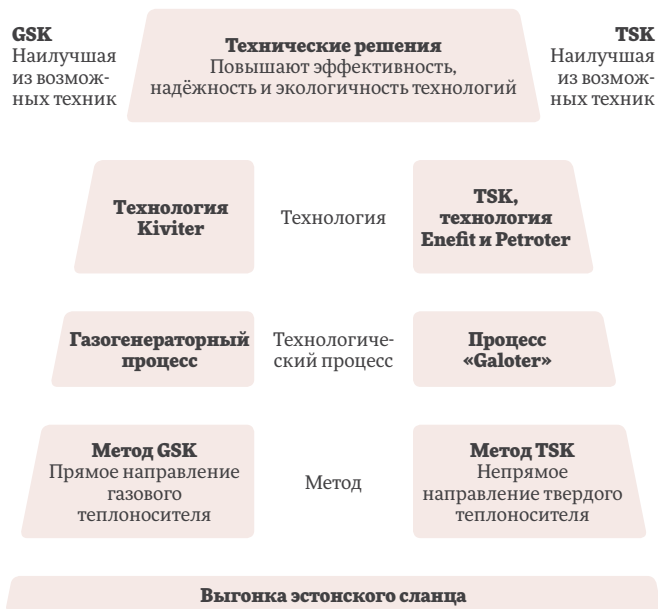 GSK
Наилучшая
из возмож-
ных техник
Технические решения
Повышают эффективность,
надёжность и экологичность технологий
TSK
Наилучшая
из возмож-
ных техник
Технология
Kiviter
Технология
TSK,
технология
Enefit и Petroter
Газогенераторный
процесс
Технологиче-
ский процесс
Процесс
«Galoter»
Метод GSK
Прямое направление
газового
теплоносителя
Метод
Метод TSK
Непрямое
направление твердого
теплоносителя
Выгонка эстонского сланца